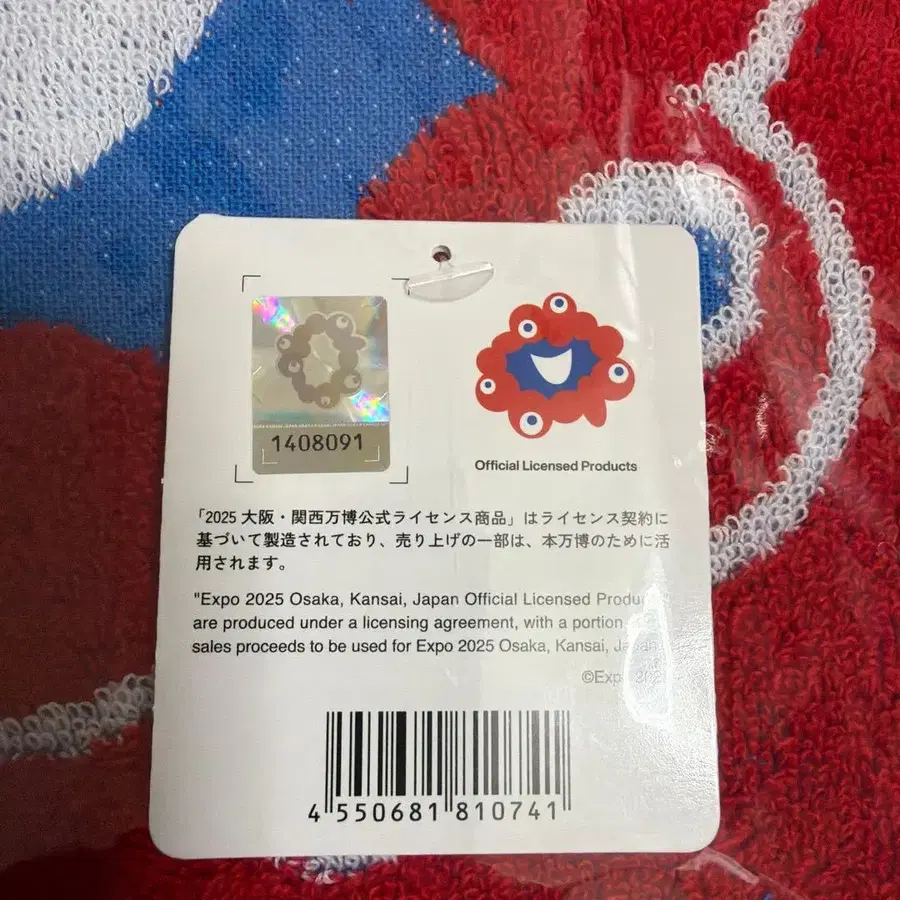 1408091
Official Licensed Products
「2025 大阪・関西万博公式ライセンス商品」はライセンス契約に
基づいて製造されており、売り上げの一部は、本万博のために活
用されます。
"Expo 2025 Osaka, Kansai, Japan Official Licensed
are produced under a licensing agreement, with a portion
sales proceeds to be used for Expo 2025 Osaka, Kansai,
4 550681 810741